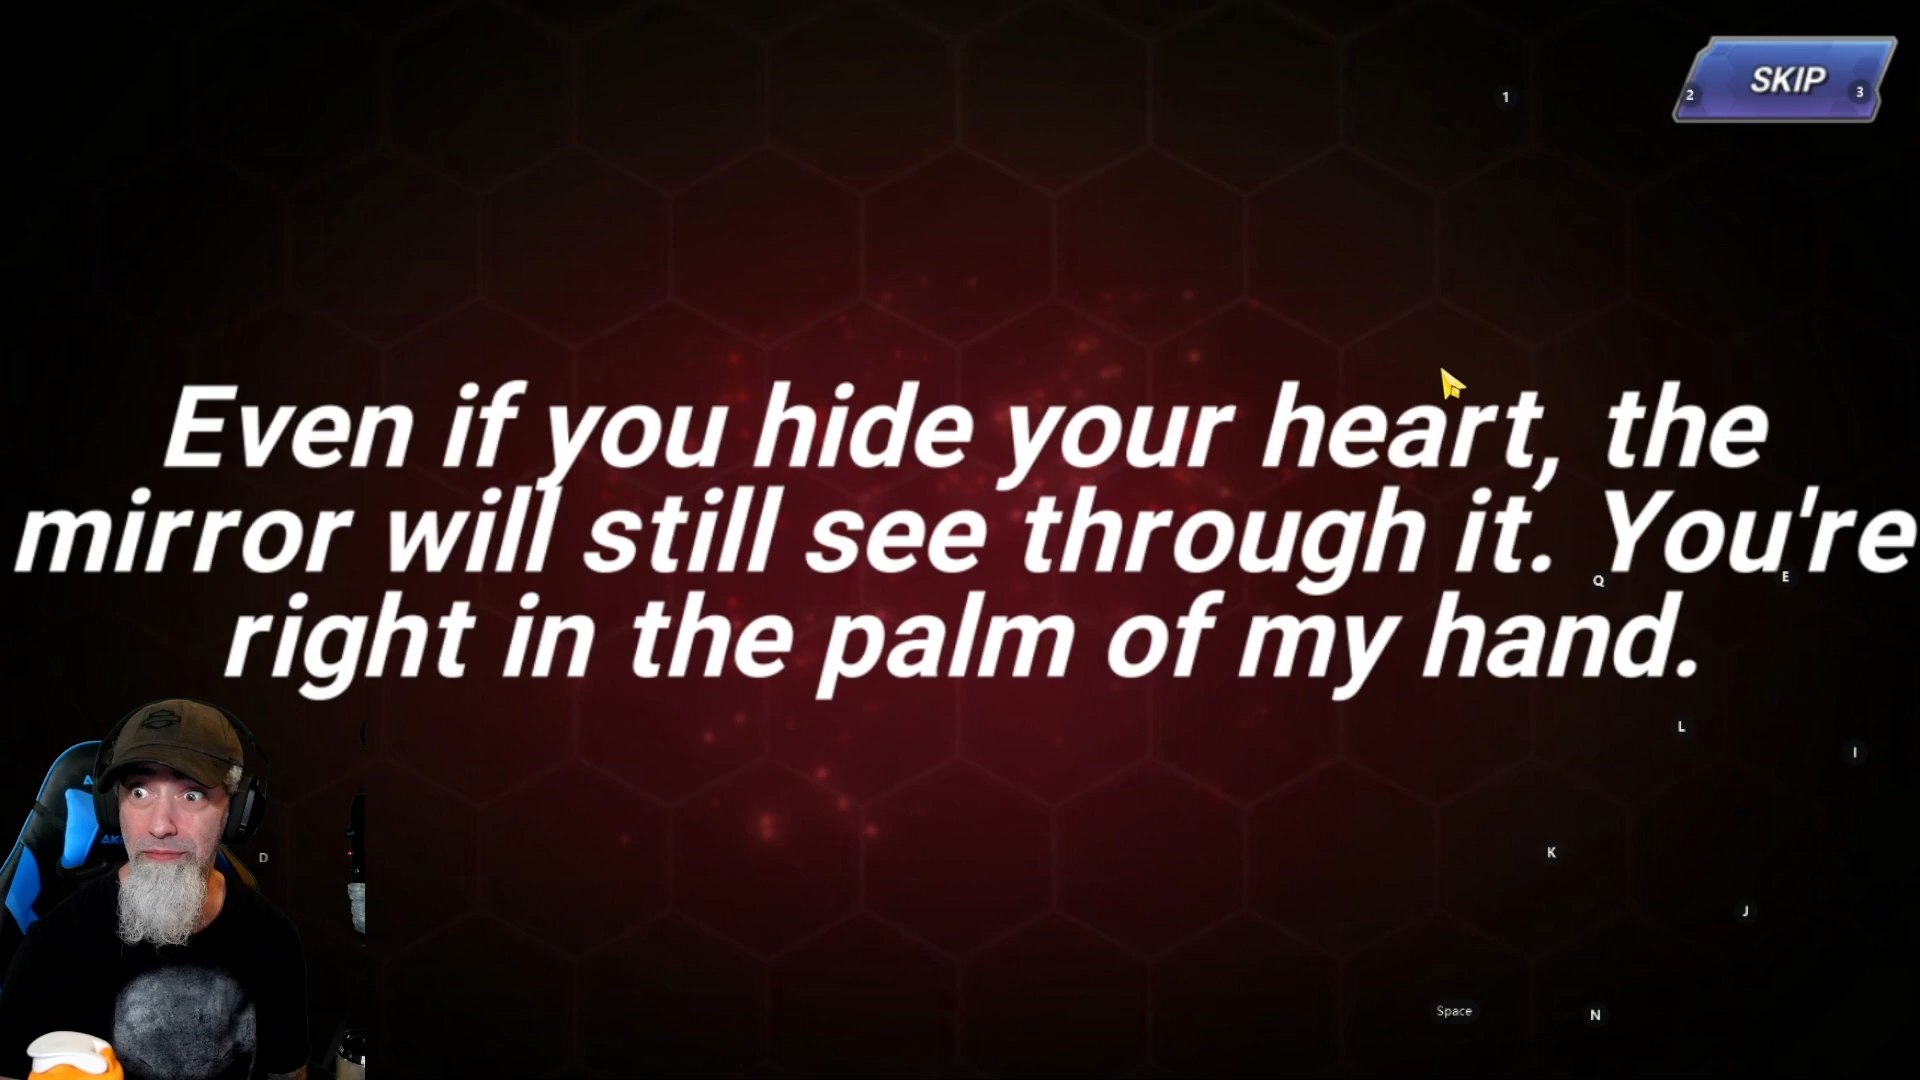 1
2
SKIP
3
Even if you hide your heart, the
mirror will still see through it. You're
right in the palm of my hand.
Q
E
L
I
D
K
J
Space
N